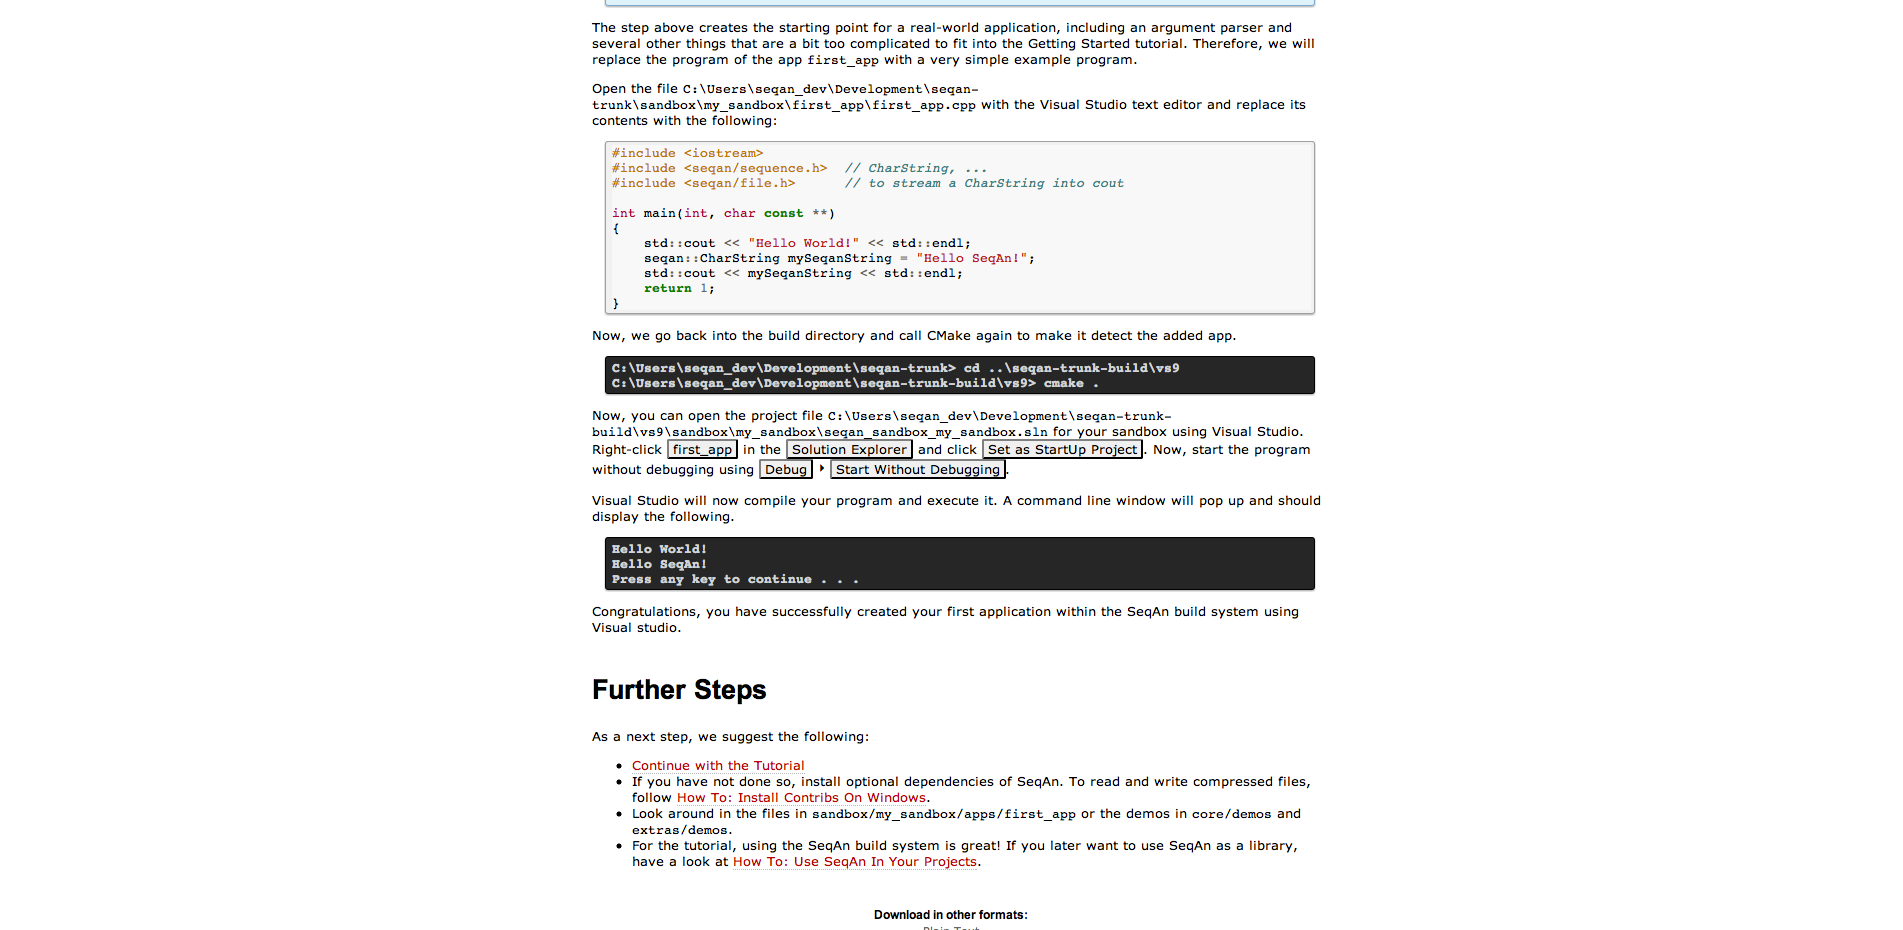 The step above creates the starting point for a real-world application, including an argument parser and
several other things that are a bit too complicated to fit into the Getting Started tutorial. Therefore, we will
replace the program of the app first_app with a very simple example program.
Open the file C:\Users\seqan_dev\Development\seqan-
trunk\sandbox\my_sandbox\first_app\first_app.cpp with the Visual Studio text editor and replace its
contents with the following:
#include <iostream>
#include <seqan/sequence.h>  // CharString, ...
#include <seqan/file.h>      // to stream a CharString into cout
int main(int, char const **)
{
    std::cout << "Hello World!" << std::endl;
    seqan::CharString mySeqanString = "Hello SeqAn!";
    std::cout << mySeqanString << std::endl;
    return 1;
}
Now, we go back into the build directory and call CMake again to make it detect the added app.
C:\Users\seqan_dev\Development\seqan-trunk> cd ..\seqan-trunk-build\vs9
C:\Users\seqan_dev\Development\seqan-trunk-build\vs9> cmake .
Now, you can open the project file C:\Users\seqan_dev\Development\seqan-trunk-
build\vs9\sandbox\my_sandbox\seqan_sandbox_my_sandbox.sln for your sandbox using Visual Studio.
Right-click first_app in the Solution Explorer and click Set as StartUp Project. Now, start the program
without debugging using Debug ‣ Start Without Debugging.
Visual Studio will now compile your program and execute it. A command line window will pop up and should
display the following.
Hello World!
Hello SeqAn!
Press any key to continue . . .
Congratulations, you have successfully created your first application within the SeqAn build system using
Visual studio.
Further Steps
As a next step, we suggest the following:
• Continue with the Tutorial
• If you have not done so, install optional dependencies of SeqAn. To read and write compressed files,
follow How To: Install Contribs On Windows.
• Look around in the files in sandbox/my_sandbox/apps/first_app or the demos in core/demos and
extras/demos.
• For the tutorial, using the SeqAn build system is great! If you later want to use SeqAn as a library,
have a look at How To: Use SeqAn In Your Projects.
Download in other formats:
Plain Text